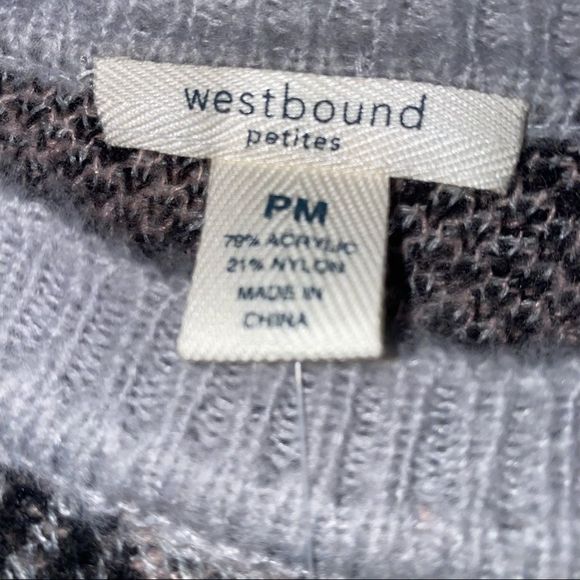 westbound
petites
PM
79% ACRYLIC
21% NYLON
MADE IN
CHINA